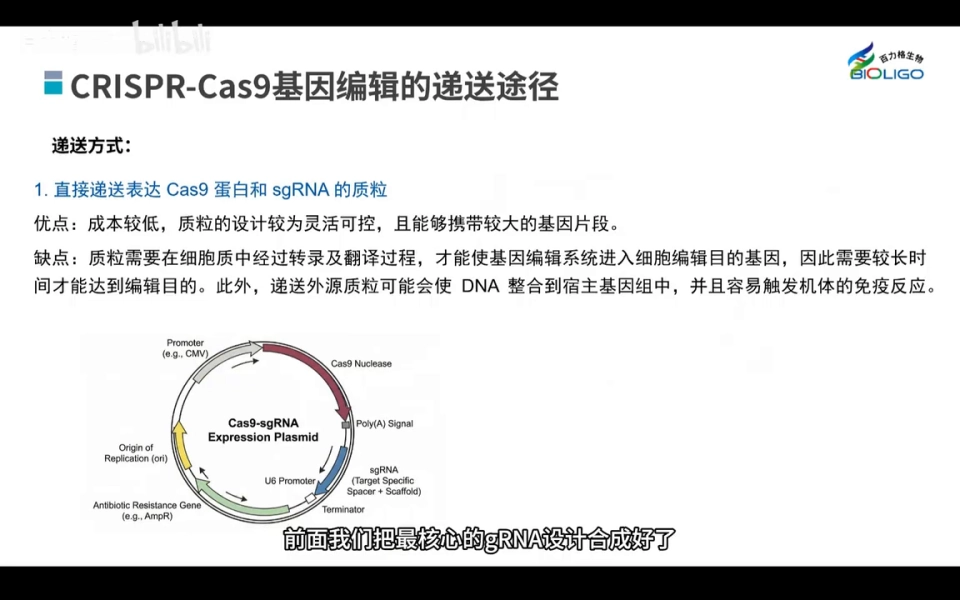 bilibili
百力格生物
BIOLIGO
CRISPR-Cas9基因编辑的递送途径
递送方式：
1. 直接递送表达 Cas9 蛋白和 sgRNA 的质粒
优点：成本较低，质粒的设计较为灵活可控，且能够携带较大的基因片段。
缺点：质粒需要在细胞质中经过转录及翻译过程，才能使基因编辑系统进入细胞编辑目的基因，因此需要较长时
间才能达到编辑目的。此外，递送外源质粒可能会使 DNA 整合到宿主基因组中，并且容易触发机体的免疫反应。
Promoter
(e.g., CMV)
Cas9 Nuclease
Cas9-sgRNA
Expression Plasmid
Poly(A) Signal
Origin of
Replication (ori)
U6 Promoter
sgRNA
(Target Specific
Spacer + Scaffold)
Antibiotic Resistance Gene
(e.g., AmpR)
Terminator
前面我们把最核心的gRNA设计合成好了